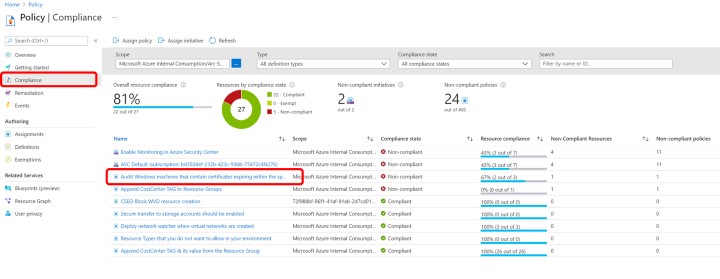 Home > Policy
Policy | Compliance ...
Search (Ctrl+/) «
Overview
Getting started
Compliance
Remediation
Events
Authoring
Assignments
Definitions
Exemptions
Related Services
Blueprints (preview)
Resource Graph
User privacy
Assign policy Assign initiative Refresh
Scope Type Compliance state Search
Microsoft Azure Internal Consumption/Arc-S... ... All definition types All compliance states Filter by name or ID...
Overall resource compliance Resources by compliance state Non-compliant initiatives Non-compliant policies
81%
22 out of 27
27
22 - Compliant
0 - Exempt
5 - Non-compliant
2
out of 2
24
out of 405
Name Scope Compliance state Resource compliance Non-Compliant Resources Non-compliant policies
Enable Monitoring in Azure Security Center Microsoft Azure Internal Consumpt... Non-compliant 43% (3 out of 7) 4 11
ASC Default (subscription: Microsoft Azure Internal Consumpt... Non-compliant 43% (3 out of 7) 4 11
Audit Windows machines that contain certificates expiring within the sp... Microsoft Azure Internal Consumpt... Non-compliant 67% (2 out of 3) 1 1
Append CostCenter TAG to Resource Groups Microsoft Azure Internal Consumpt... Non-compliant 0% (0 out of 1) 1 1
CSEO Block WVD resource creation Compliant 100% (0 out of 0) 0 0
Secure transfer to storage accounts should be enabled Microsoft Azure Internal Consumpt... Compliant 100% (0 out of 0) 0 0
Deploy network watcher when virtual networks are created Microsoft Azure Internal Consumpt... Compliant 100% (3 out of 3) 0 0
Resource Types that you do not want to allow in your environment Microsoft Azure Internal Consumpt... Compliant 100% (0 out of 0) 0 0
Append CostCenter TAG & its value from the Resource Group Microsoft Azure Internal Consumpt... Compliant 100% (26 out of 26) 0 0